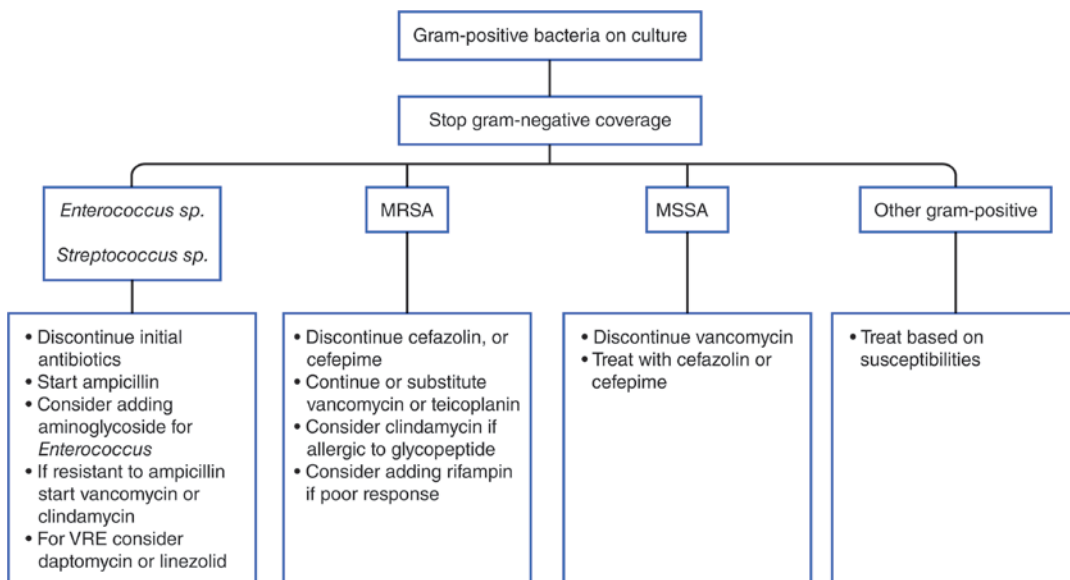 Gram-positive bacteria on culture
Stop gram-negative coverage
Enterococcus sp.
Streptococcus sp.
MRSA
MSSA
Other gram-positive
• Discontinue initial
antibiotics
• Start ampicillin
• Consider adding
aminoglycoside for
Enterococcus
• If resistant to ampicillin
start vancomycin or
clindamycin
• For VRE consider
daptomycin or linezolid
• Discontinue cefazolin, or
cefepime
• Continue or substitute
vancomycin or teicoplanin
• Consider clindamycin if
allergic to glycopeptide
• Consider adding rifampin
if poor response
• Discontinue vancomycin
• Treat with cefazolin or
cefepime
• Treat based on
susceptibilities